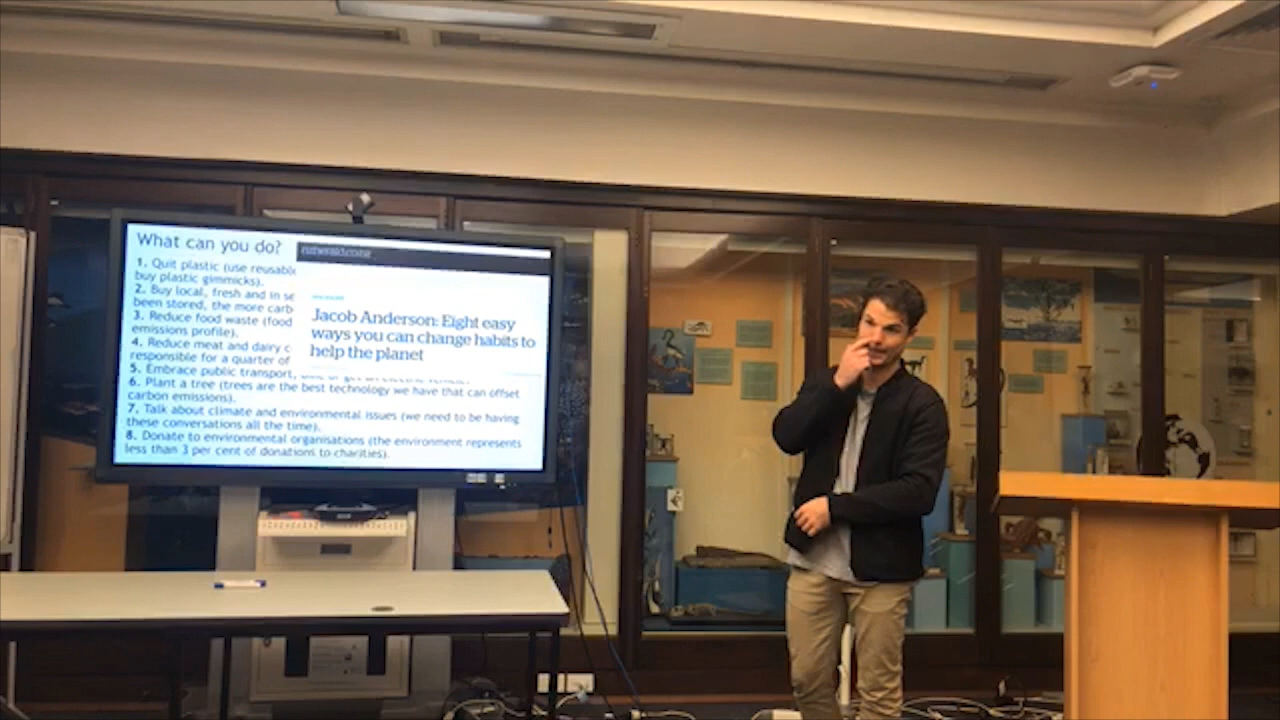 What can you do?
1. Quit plastic (use reusable
buy plastic gimmicks).
2. Buy local, fresh and in se
been stored, the more carb
3. Reduce food waste (food
emissions profile).
4. Reduce meat and dairy c
responsible for a quarter of
5. Embrace public transport,
6. Plant a tree (trees are the best technology we have that can offset
carbon emissions).
7. Talk about climate and environmental issues (we need to be having
these conversations all the time).
8. Donate to environmental organisations (the environment represents
less than 3 per cent of donations to charities).
Jacob Anderson: Eight easy
ways you can change habits to
help the planet